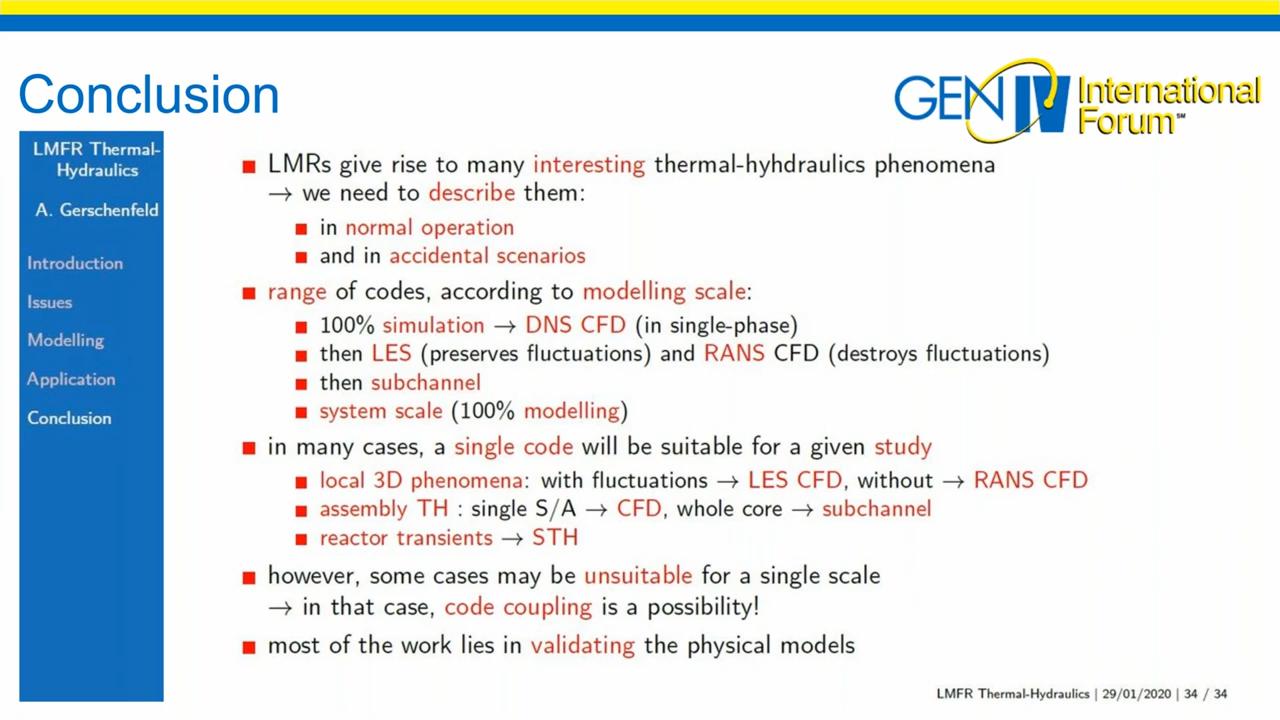 Conclusion
GEN IV International
Forum SM
LMFR Thermal-
Hydraulics
A. Gerschenfeld
Introduction
Issues
Modelling
Application
Conclusion
■ LMRs give rise to many interesting thermal-hyhdraulics phenomena
→ we need to describe them:
■ in normal operation
■ and in accidental scenarios
■ range of codes, according to modelling scale:
■ 100% simulation → DNS CFD (in single-phase)
■ then LES (preserves fluctuations) and RANS CFD (destroys fluctuations)
■ then subchannel
■ system scale (100% modelling)
■ in many cases, a single code will be suitable for a given study
■ local 3D phenomena: with fluctuations → LES CFD, without → RANS CFD
■ assembly TH : single S/A → CFD, whole core → subchannel
■ reactor transients → STH
■ however, some cases may be unsuitable for a single scale
→ in that case, code coupling is a possibility!
■ most of the work lies in validating the physical models
LMFR Thermal-Hydraulics | 29/01/2020 | 34 / 34